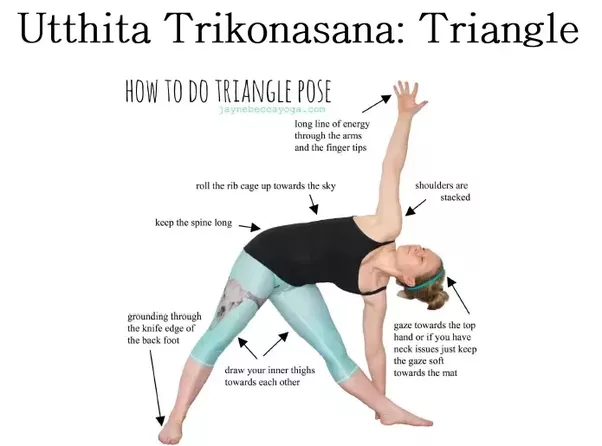 Utthita Trikonasana: Triangle
HOW TO DO TRIANGLE POSE
jaynebeccayoga.com
long line of energy
through the arms
and the finger tips
roll the rib cage up towards the sky
shoulders are
stacked
keep the spine long
grounding through
the knife edge of
the back foot
draw your inner thighs
towards each other
gaze towards the top
hand or if you have
neck issues just keep
the gaze soft
towards the mat